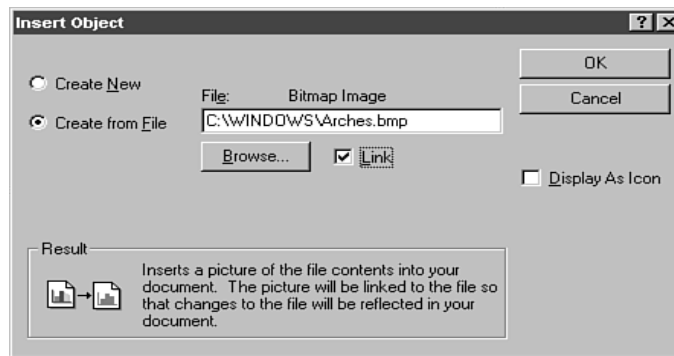 Insert Object
OK
Create New
File: Bitmap Image
Cancel
Create from File
C:\WINDOWS\Arches.bmp
Browse...
Link
Display As Icon
Result
Inserts a picture of the file contents into your
document. The picture will be linked to the file so
that changes to the file will be reflected in your
document.